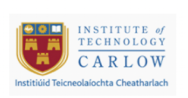 INSTITUTE of
TECHNOLOGY
CARLOW
Institiúid Teicneolaíochta Cheatharlach